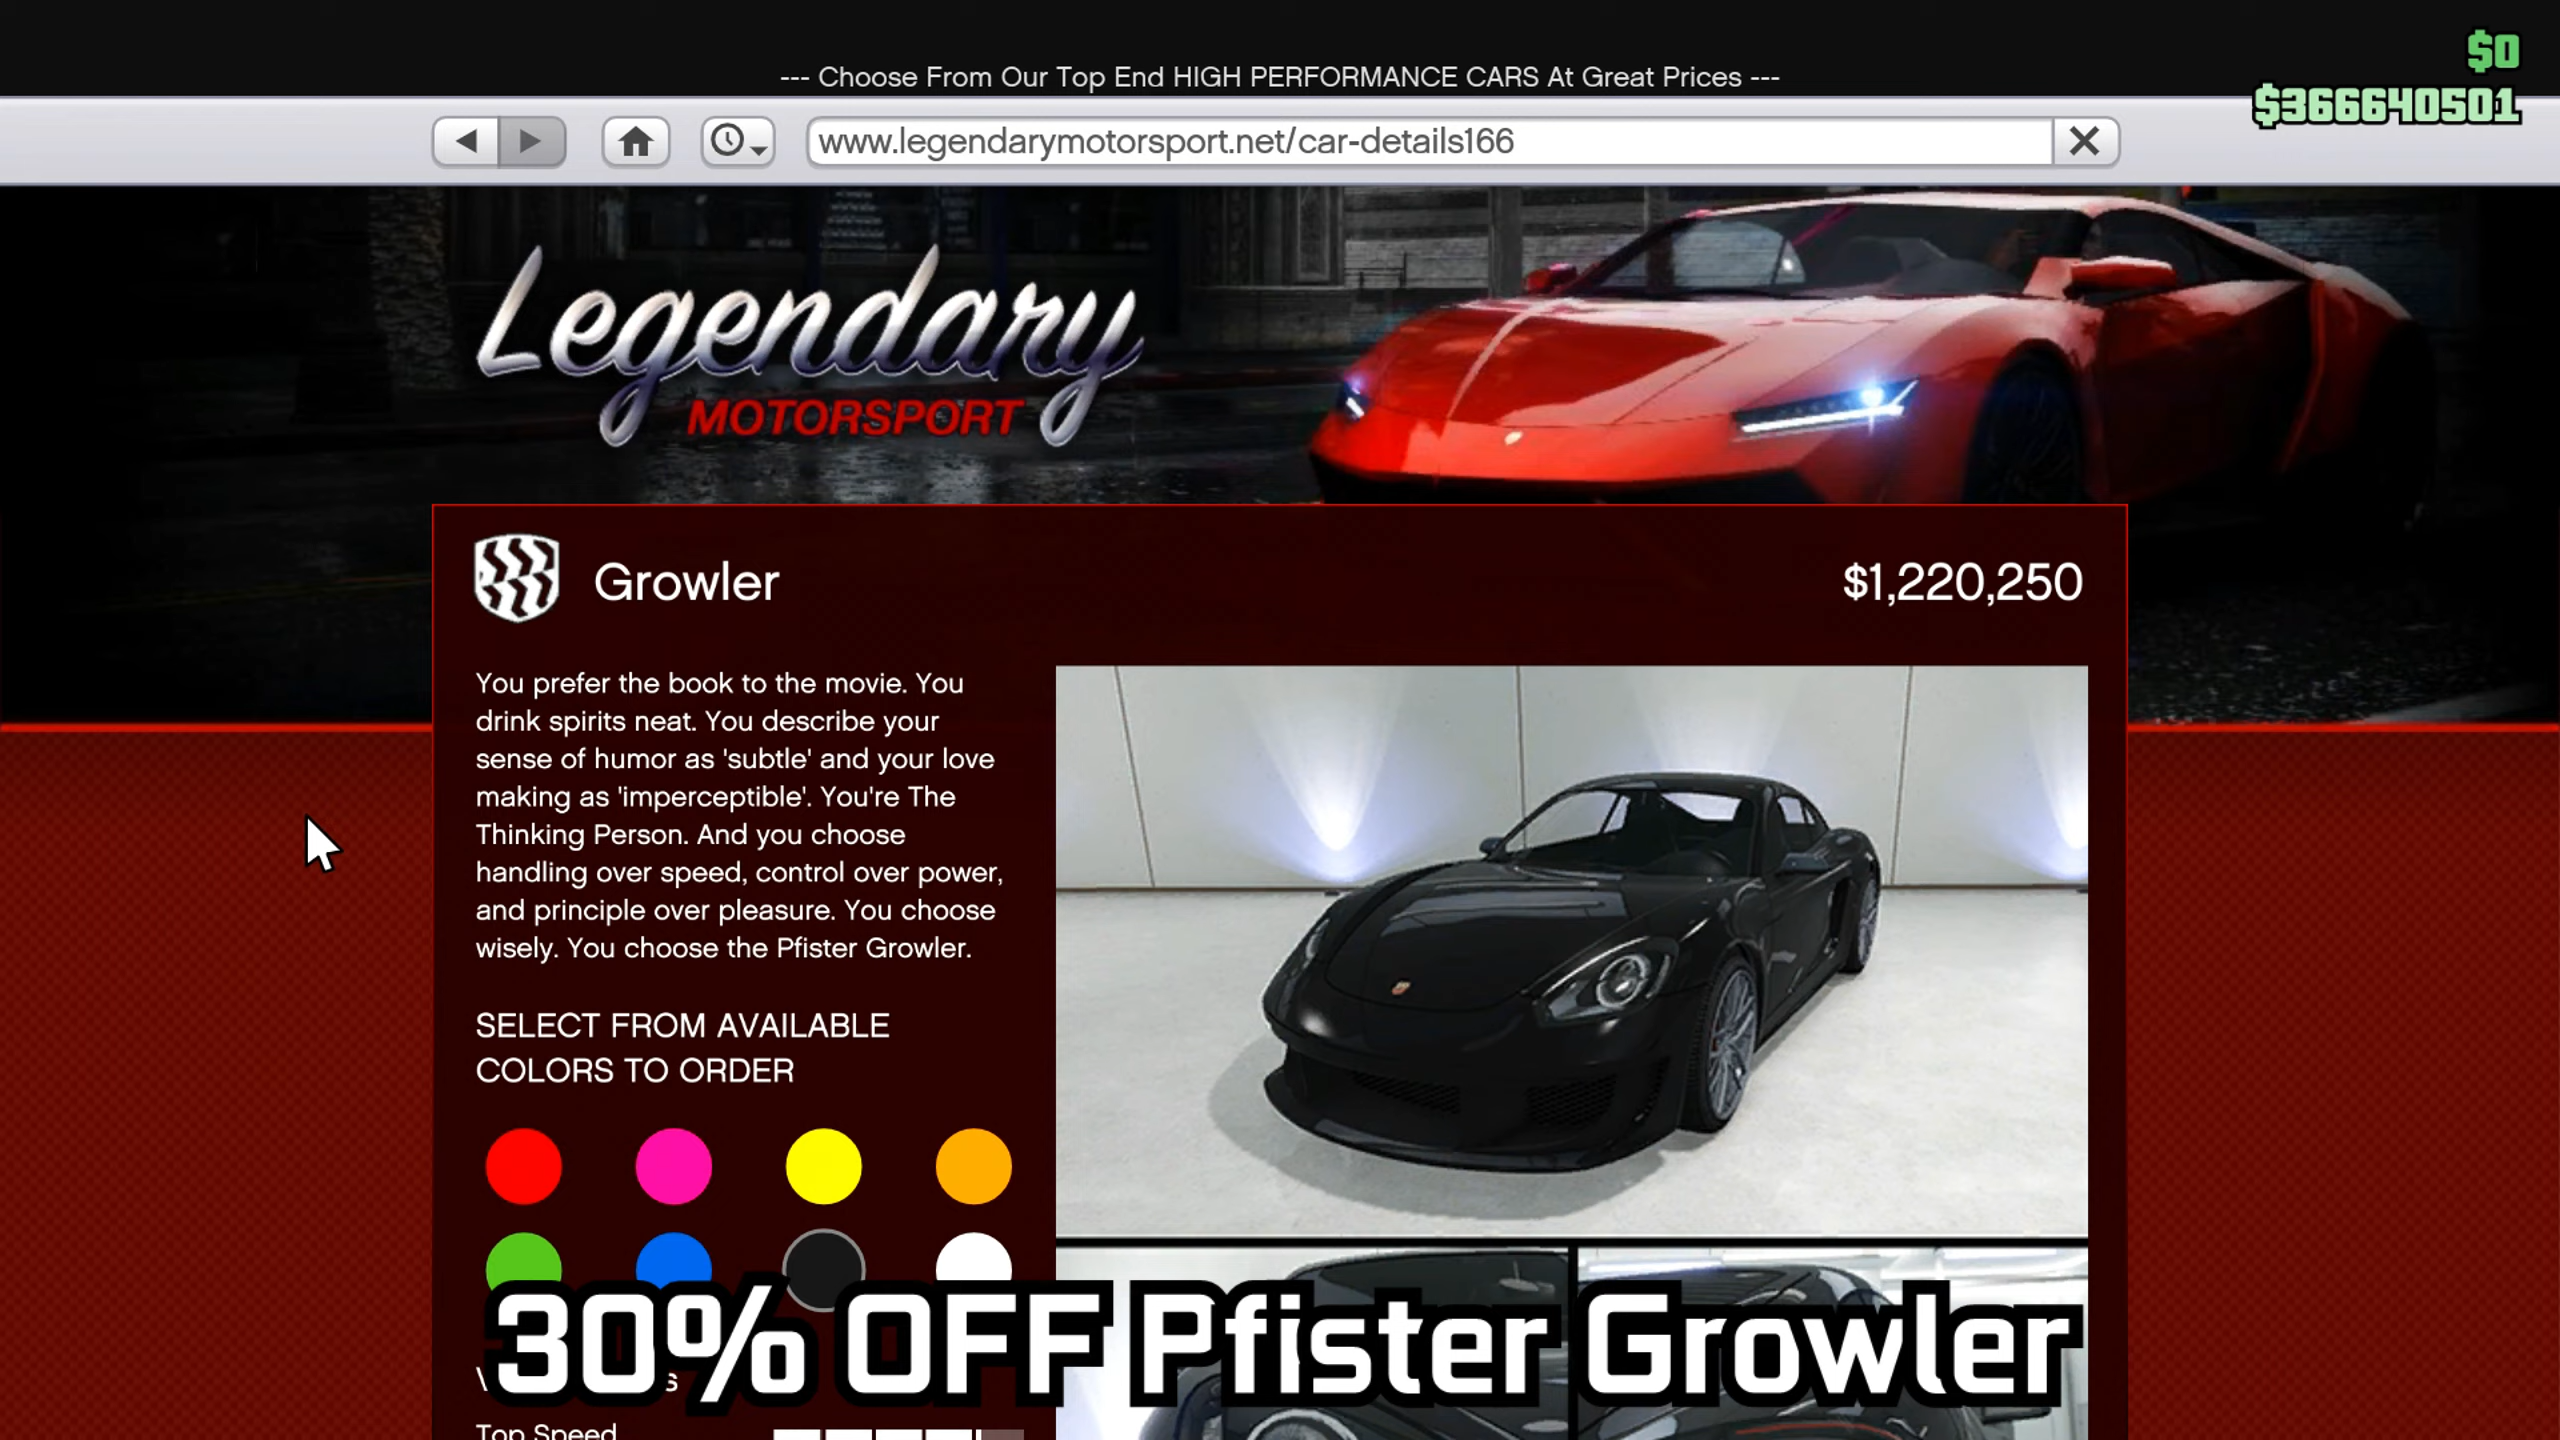 $0
--- Choose From Our Top End HIGH PERFORMANCE CARS At Great Prices ---
$366640501
www.legendarymotorsport.net/car-details166
Legendary
MOTORSPORT
Growler
$1,220,250
You prefer the book to the movie. You
drink spirits neat. You describe your
sense of humor as 'subtle' and your love
making as 'imperceptible'. You're The
Thinking Person. And you choose
handling over speed, control over power,
and principle over pleasure. You choose
wisely. You choose the Pfister Growler.
SELECT FROM AVAILABLE
COLORS TO ORDER
30% OFF Pfister Growler
Top Speed